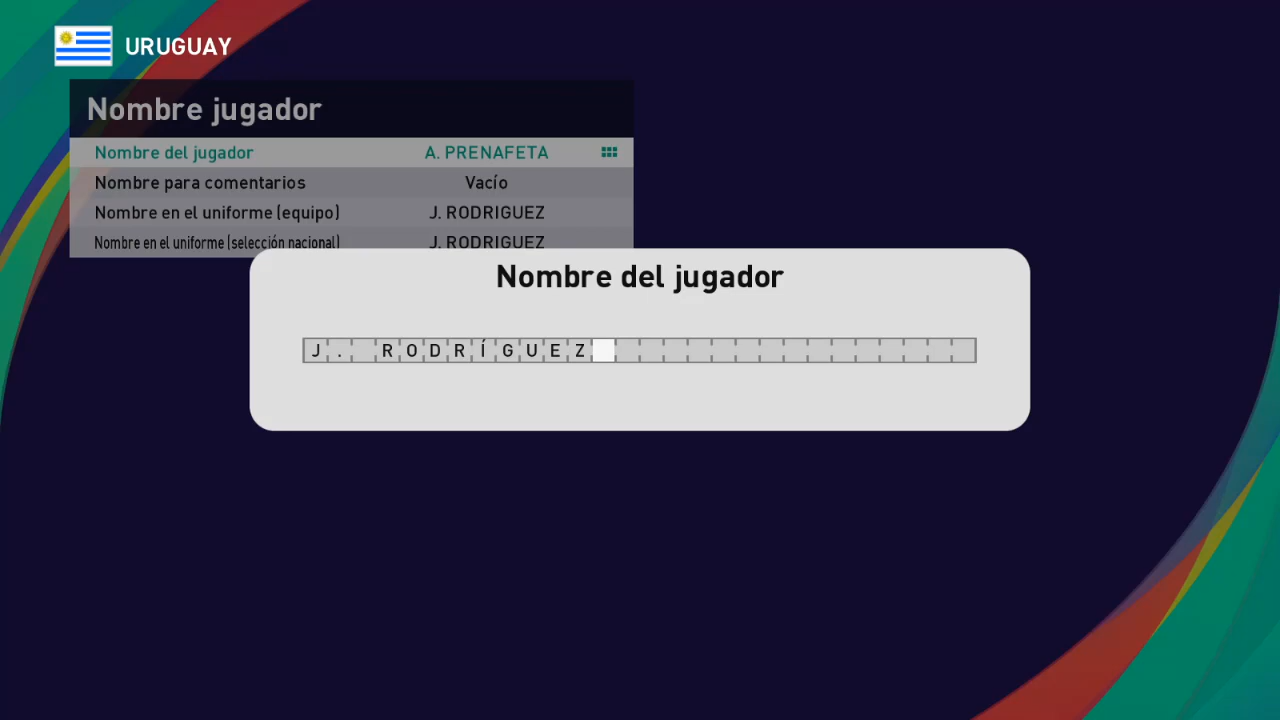 URUGUAY
Nombre jugador
Nombre del jugador A. PRENAFETA
Nombre para comentarios Vacío
Nombre en el uniforme (equipo) J. RODRIGUEZ
Nombre en el uniforme (selección nacional) J. RODRIGUEZ
Nombre del jugador
J. RODRÍGUEZ